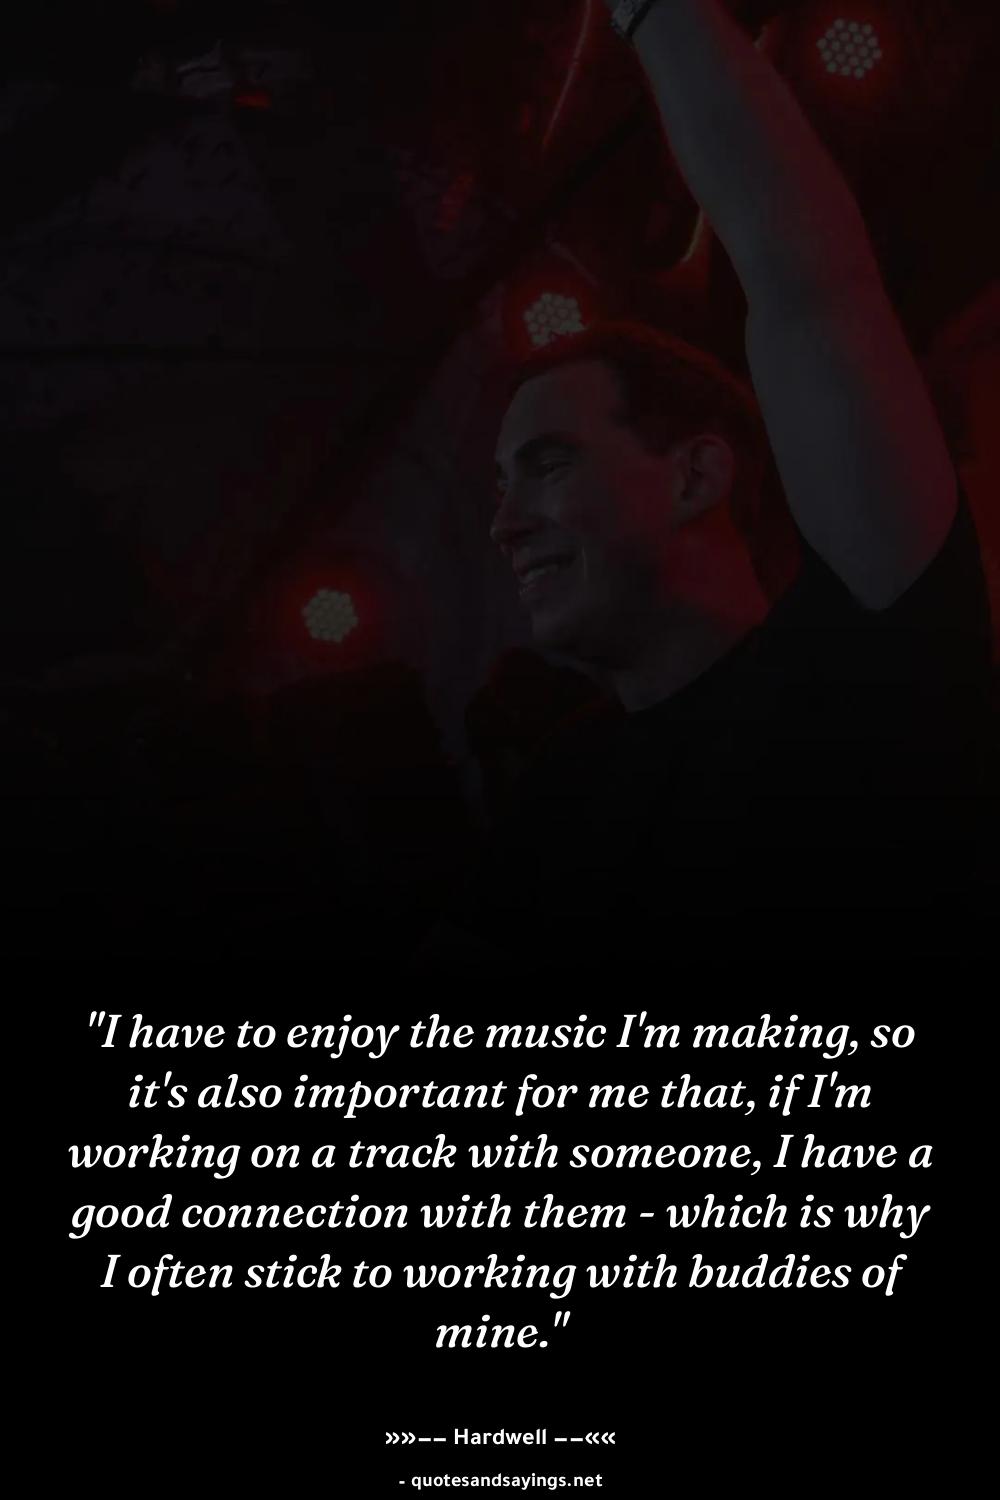 "I have to enjoy the music I'm making, so
it's also important for me that, if I'm
working on a track with someone, I have a
good connection with them - which is why
I often stick to working with buddies of
mine."
»»−− Hardwell −−««
- quotesandsayings.net